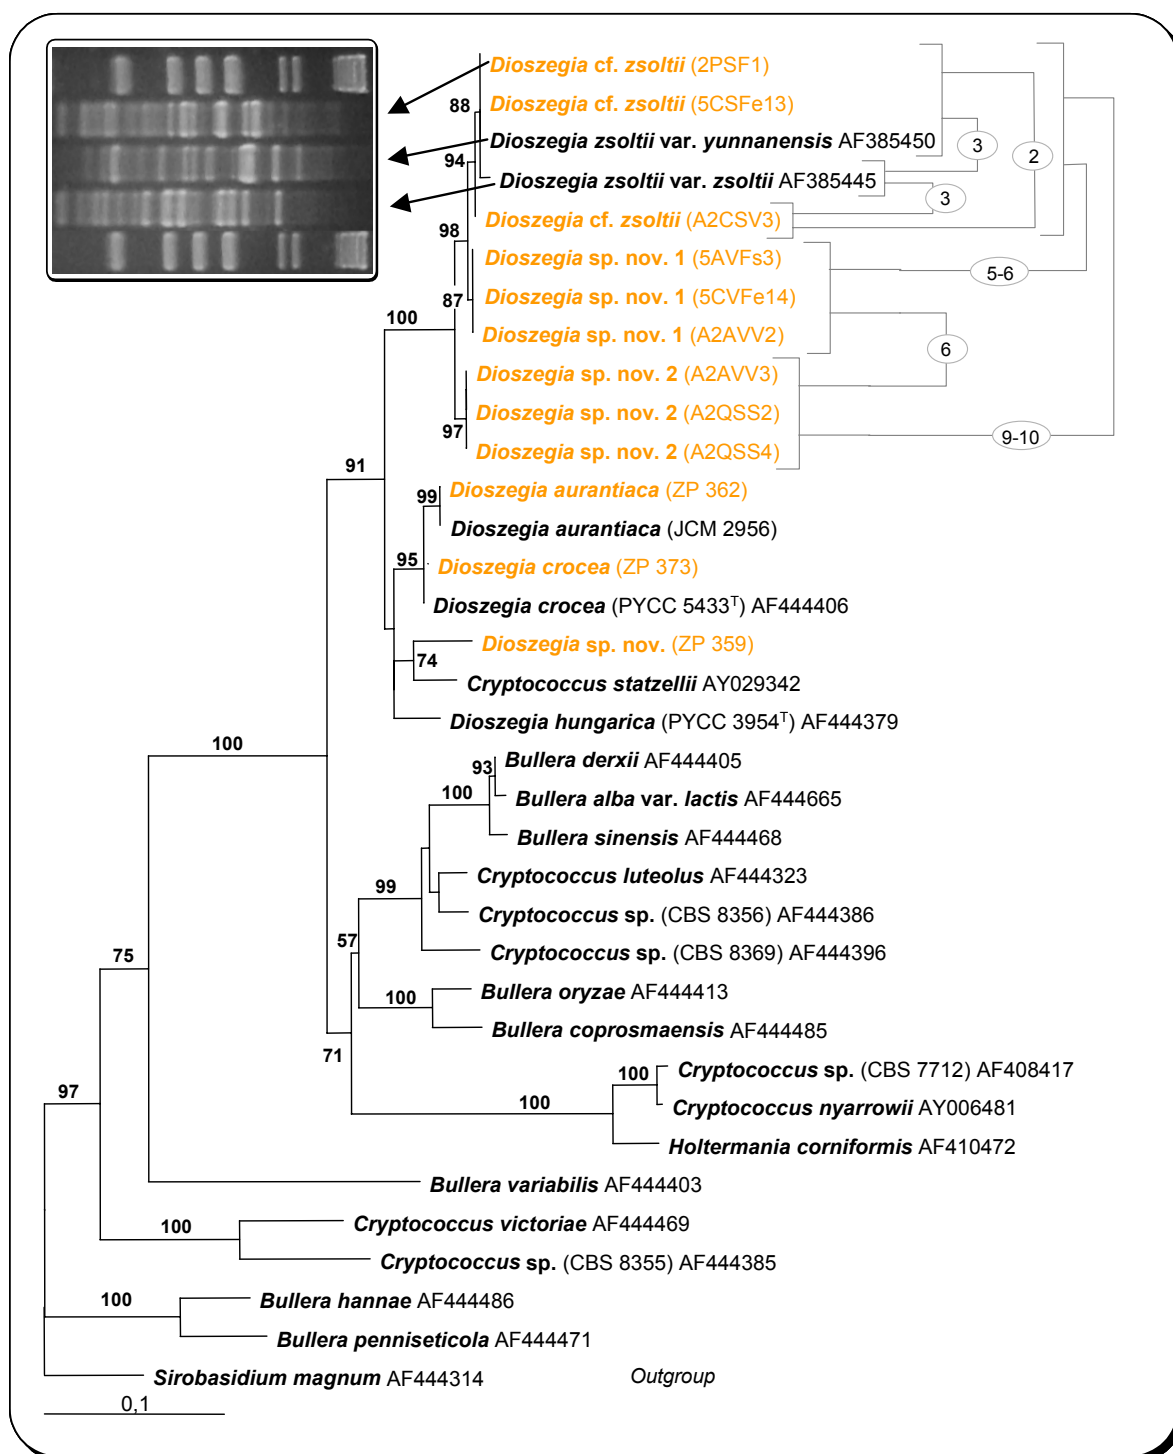 Dioszegia cf. zsoltii (2PSF1)
88
Dioszegia cf. zsoltii (5CSFe13)
Dioszegia zsoltii var. yunnanensis AF385450
3
2
94
Dioszegia zsoltii var. zsoltii AF385445
3
Dioszegia cf. zsoltii (A2CSV3)
98
Dioszegia sp. nov. 1 (5AVFs3)
5-6
87
Dioszegia sp. nov. 1 (5CVFe14)
100
Dioszegia sp. nov. 1 (A2AVV2)
6
Dioszegia sp. nov. 2 (A2AVV3)
Dioszegia sp. nov. 2 (A2QSS2)
97
9-10
Dioszegia sp. nov. 2 (A2QSS4)
91
99
Dioszegia aurantiaca (ZP 362)
Dioszegia aurantiaca (JCM 2956)
95
Dioszegia crocea (ZP 373)
Dioszegia crocea (PYCC 5433T) AF444406
Dioszegia sp. nov. (ZP 359)
74
Cryptococcus statzellii AY029342
Dioszegia hungarica (PYCC 3954T) AF444379
100
93
Bullera derxii AF444405
100
Bullera alba var. lactis AF444665
Bullera sinensis AF444468
Cryptococcus luteolus AF444323
99
Cryptococcus sp. (CBS 8356) AF444386
57
Cryptococcus sp. (CBS 8369) AF444396
75
Bullera oryzae AF444413
100
Bullera coprosmaensis AF444485
71
100
Cryptococcus sp. (CBS 7712) AF408417
97
100
Cryptococcus nyarrowii AY006481
Holtermania corniformis AF410472
Bullera variabilis AF444403
100
Cryptococcus victoriae AF444469
Cryptococcus sp. (CBS 8355) AF444385
100
Bullera hannae AF444486
Bullera penniseticola AF444471
Sirobasidium magnum AF444314 Outgroup
0,1